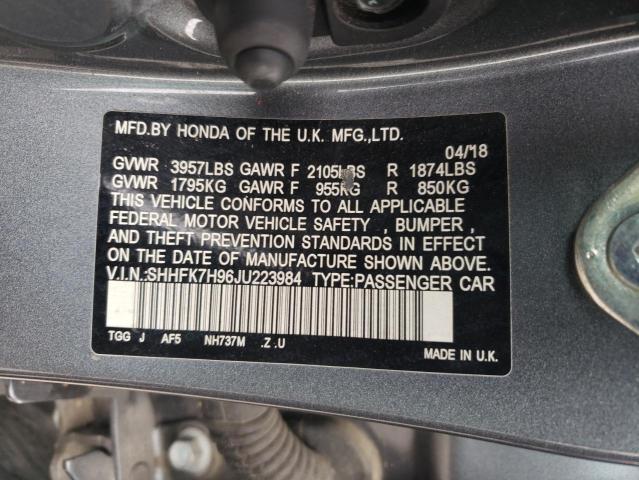 MFD.BY HONDA OF THE U.K. MFG.,LTD.
04/18
GVWR 3957LBS GAWR F 2105LBS R 1874LBS
GVWR 1795KG GAWR F 955KG R 850KG
THIS VEHICLE CONFORMS TO ALL APPLICABLE
FEDERAL MOTOR VEHICLE SAFETY , BUMPER ,
AND THEFT PREVENTION STANDARDS IN EFFECT
ON THE DATE OF MANUFACTURE SHOWN ABOVE.
V.I.N.:SHHFK7H96JU223984 TYPE:PASSENGER CAR
TGG J AF5 NH737M .Z .U
MADE IN U.K.